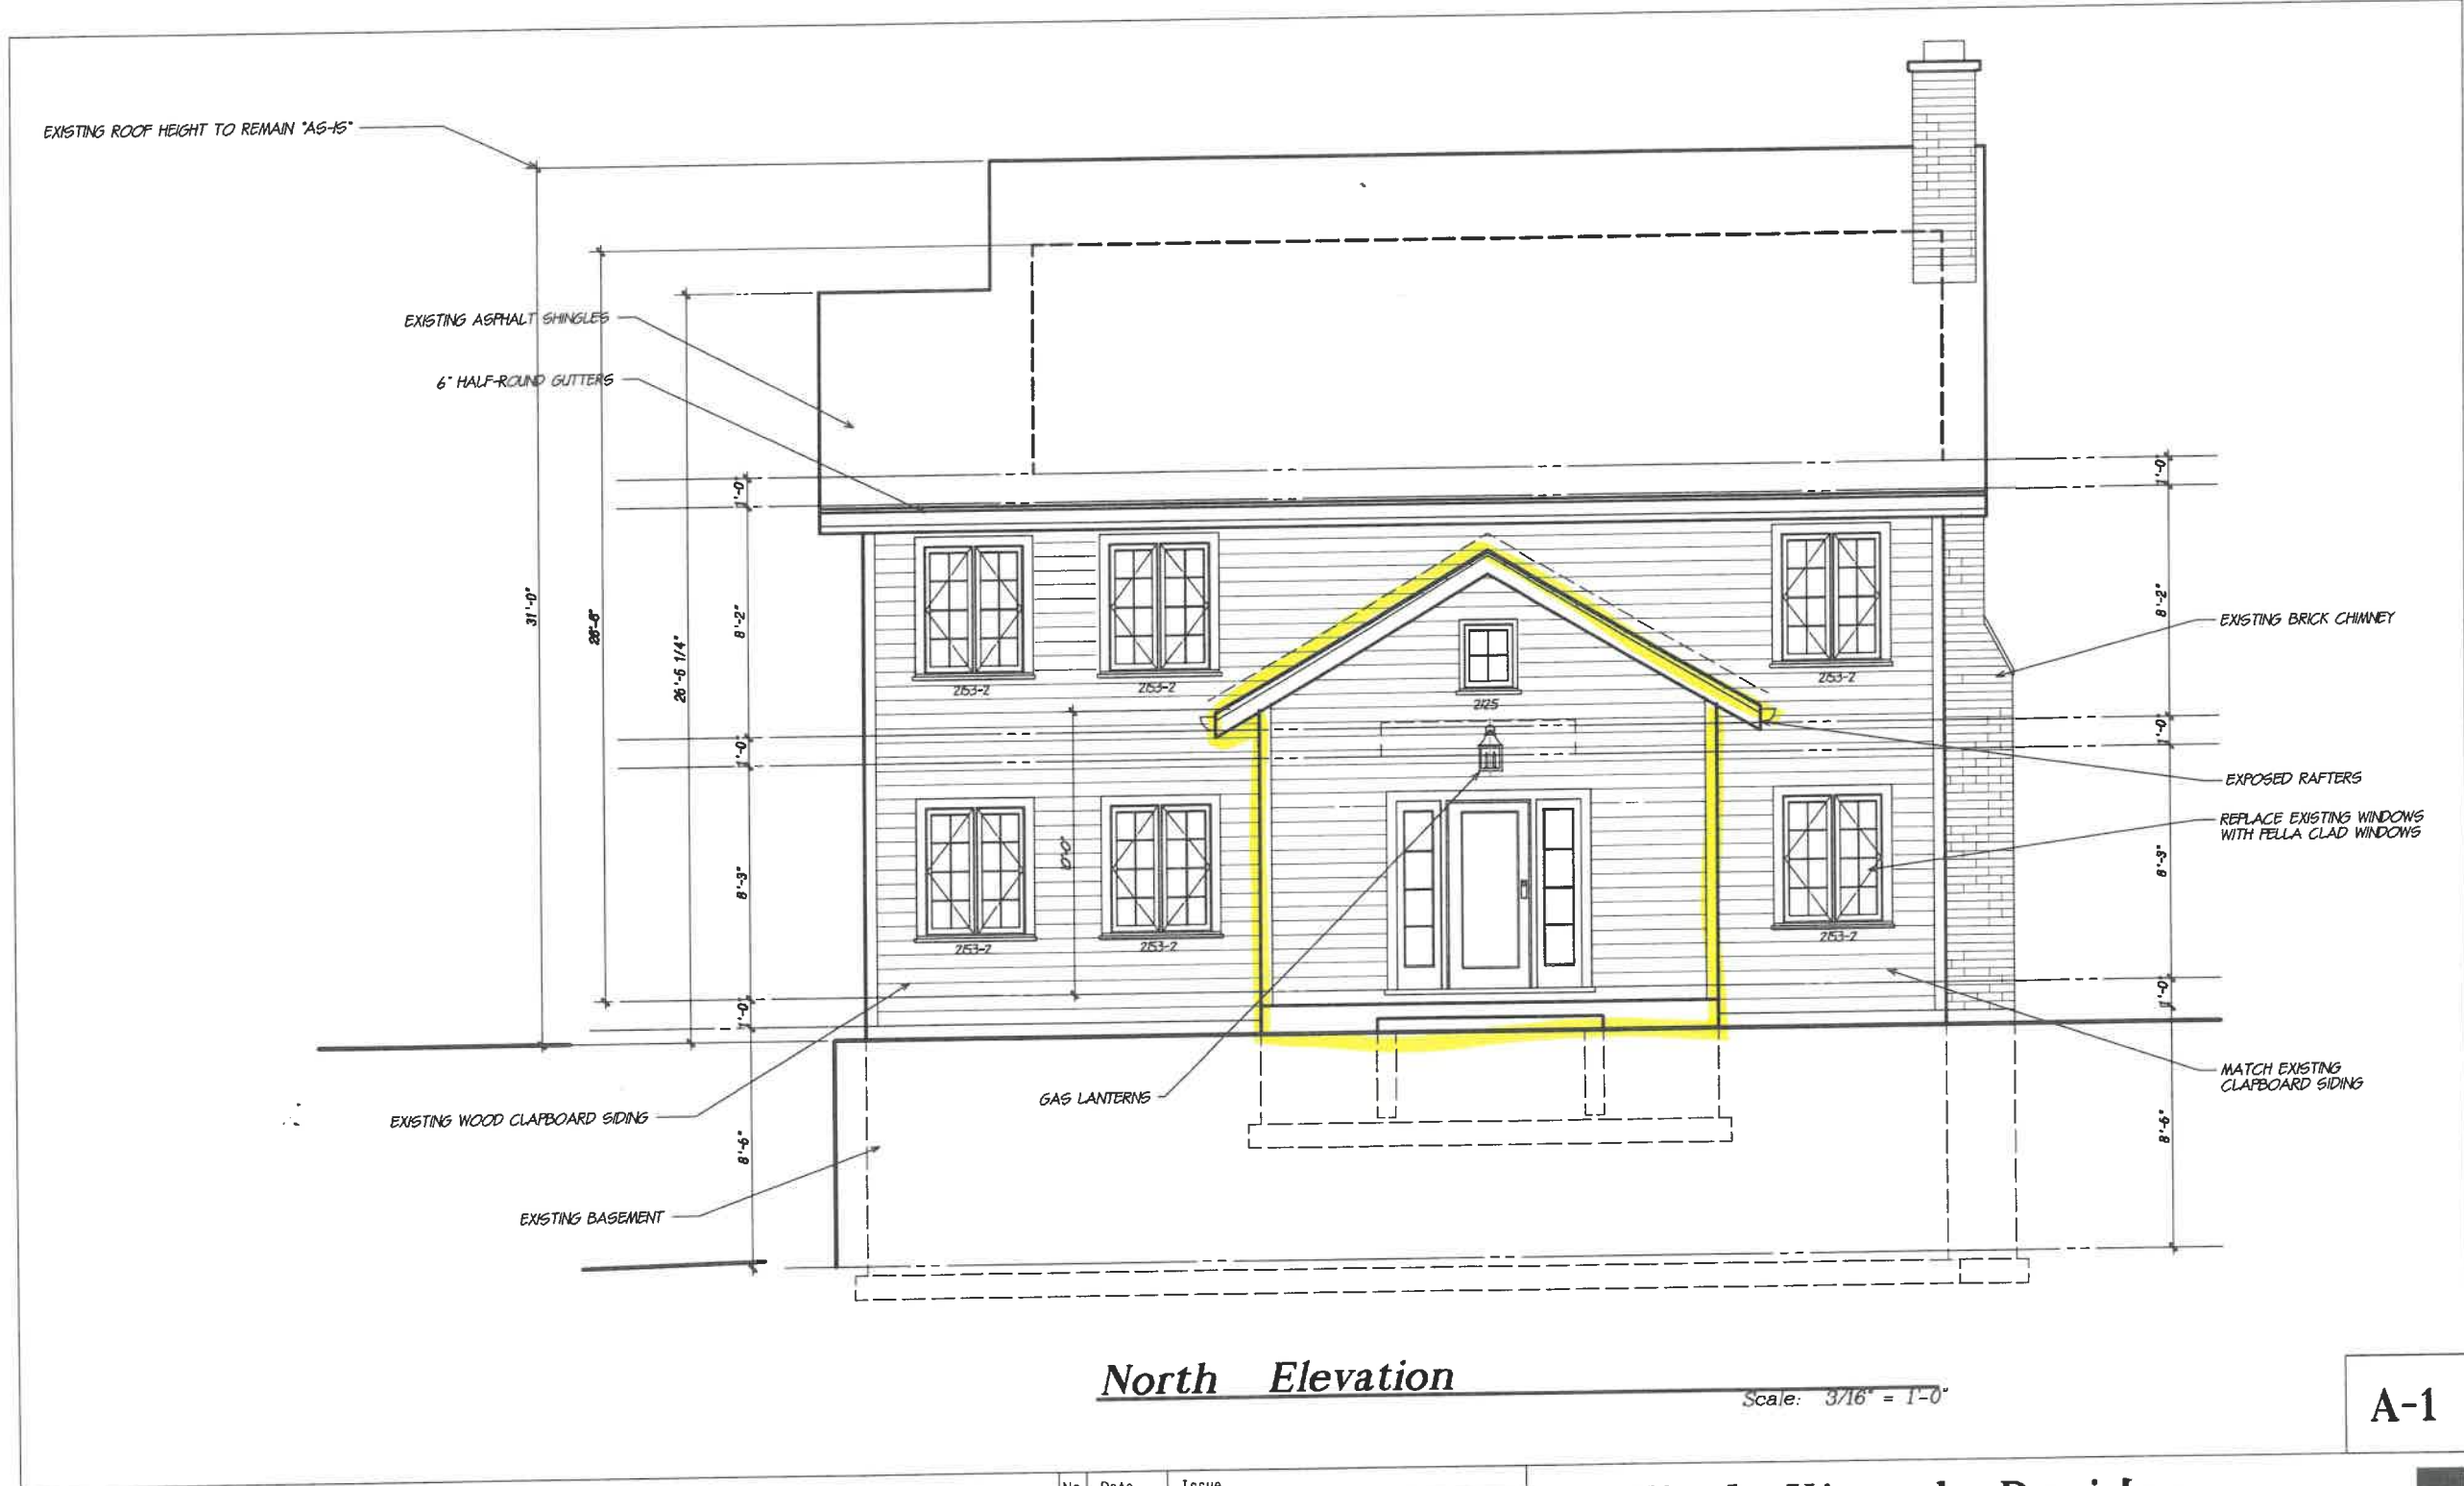 EXISTING ROOF HEIGHT TO REMAIN "AS-IS"
EXISTING ASPHALT SHINGLES
6" HALF-ROUND GUTTERS
31'-0"
26'-6 1/4"
1'-0"
8'-2"
1'-0"
8'-3"
1'-0"
8'-6"
10'-0"
2153-2
2153-2
2125
2153-2
2153-2
2153-2
2153-2
1'-0"
8'-2"
1'-0"
8'-3"
1'-0"
8'-6"
EXISTING BRICK CHIMNEY
EXPOSED RAFTERS
REPLACE EXISTING WINDOWS
WITH PELLA CLAD WINDOWS
MATCH EXISTING
CLAPBOARD SIDING
GAS LANTERNS
EXISTING WOOD CLAPBOARD SIDING
EXISTING BASEMENT
North Elevation
Scale: 3/16" = 1'-0"
A-1
No Date Issue